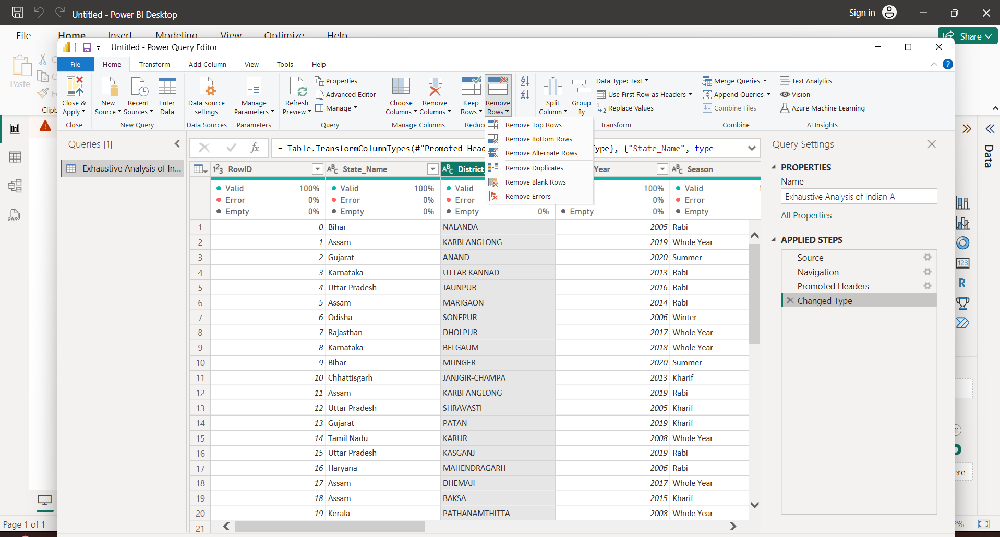 Untitled - Power BI Desktop
Sign in
File
Home
Insert
Modeling
View
Optimize
Help
Share
Paste
Untitled - Power Query Editor
File
Home
Transform
Add Column
View
Tools
Help
Close & Apply
New Source
Recent Sources
Enter Data
Data source settings
Manage Parameters
Refresh Preview
Properties
Advanced Editor
Manage
Choose Columns
Remove Columns
Keep Rows
Remove Rows
Split Column
Group By
Data Type: Text
Use First Row as Headers
Replace Values
Merge Queries
Append Queries
Combine Files
Text Analytics
Vision
Azure Machine Learning
Close
New Query
Data Sources
Parameters
Query
Manage Columns
Reduc
Transform
Combine
AI Insights
Remove Top Rows
Remove Bottom Rows
Remove Alternate Rows
Remove Duplicates
Remove Blank Rows
Remove Errors
Queries [1]
Exhaustive Analysis of In...
fx
= Table.TransformColumnTypes(#"Promoted Head
ype}, {"State_Name", type
RowID
State_Name
District_
_Year
Season
Valid 100% Valid 100% Valid 100% Valid
Error 0% Error 0% Error 0% Error
Empty 0% Empty 0% Empty 0% Empty 0% Empty
1 0 Bihar NALANDA 2005 Rabi
2 1 Assam KARBI ANGLONG 2019 Whole Year
3 2 Gujarat ANAND 2020 Summer
4 3 Karnataka UTTAR KANNAD 2013 Rabi
5 4 Uttar Pradesh JAUNPUR 2016 Rabi
6 5 Assam MARIGAON 2014 Rabi
7 6 Odisha SONEPUR 2006 Winter
8 7 Rajasthan DHOLPUR 2017 Whole Year
9 8 Karnataka BELGAUM 2018 Whole Year
10 9 Bihar MUNGER 2020 Summer
11 10 Chhattisgarh JANJGIR-CHAMPA 2013 Kharif
12 11 Assam KARBI ANGLONG 2019 Rabi
13 12 Uttar Pradesh SHRAVASTI 2005 Kharif
14 13 Gujarat PATAN 2019 Kharif
15 14 Tamil Nadu KARUR 2008 Whole Year
16 15 Uttar Pradesh KASGANJ 2019 Rabi
17 16 Haryana MAHENDRAGARH 2006 Rabi
18 17 Assam DHEMAJI 2017 Whole Year
19 18 Assam BAKSA 2015 Kharif
20 19 Kerala PATHANAMTHITTA 2008 Whole Year
21
Query Settings
PROPERTIES
Name
Exhaustive Analysis of Indian A
All Properties
APPLIED STEPS
Source
Navigation
Promoted Headers
Changed Type
Data
123
R
DAX
ere
Page 1 of 1
2%